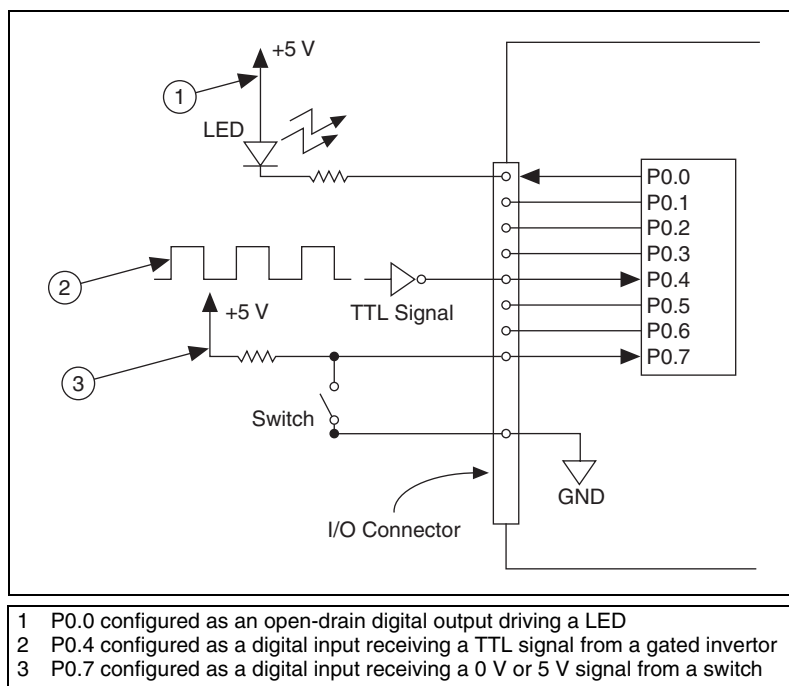 +5 V
1
LED
P0.0
P0.1
P0.2
P0.3
2
TTL Signal
P0.4
+5 V
P0.5
P0.6
P0.7
3
Switch
GND
I/O Connector
1 P0.0 configured as an open-drain digital output driving a LED
2 P0.4 configured as a digital input receiving a TTL signal from a gated invertor
3 P0.7 configured as a digital input receiving a 0 V or 5 V signal from a switch